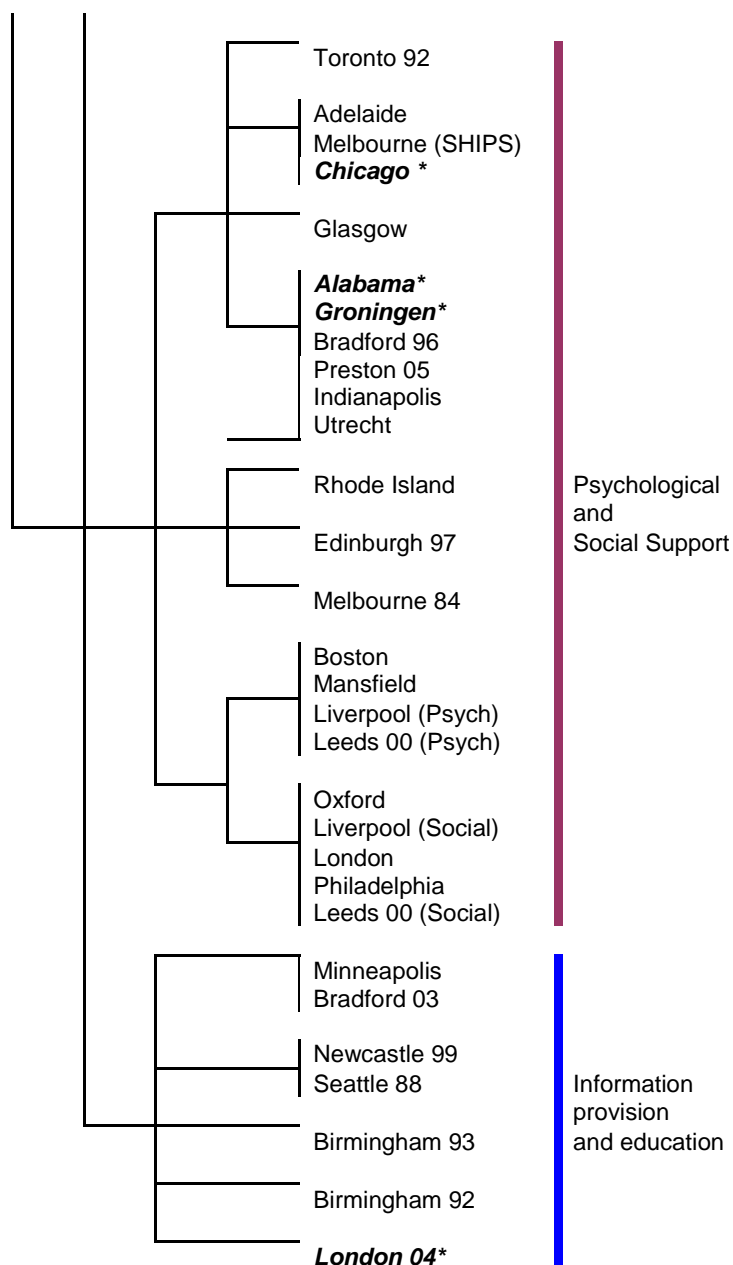 Toronto 92
Adelaide
Melbourne (SHIPS)
Chicago *
Glasgow
Alabama*
Groningen*
Bradford 96
Preston 05
Indianapolis
Utrecht
Rhode Island
Edinburgh 97
Melbourne 84
Boston
Mansfield
Liverpool (Psych)
Leeds 00 (Psych)
Oxford
Liverpool (Social)
London
Philadelphia
Leeds 00 (Social)
Psychological
and
Social Support
Minneapolis
Bradford 03
Newcastle 99
Seattle 88
Birmingham 93
Birmingham 92
London 04*
Information
provision
and education